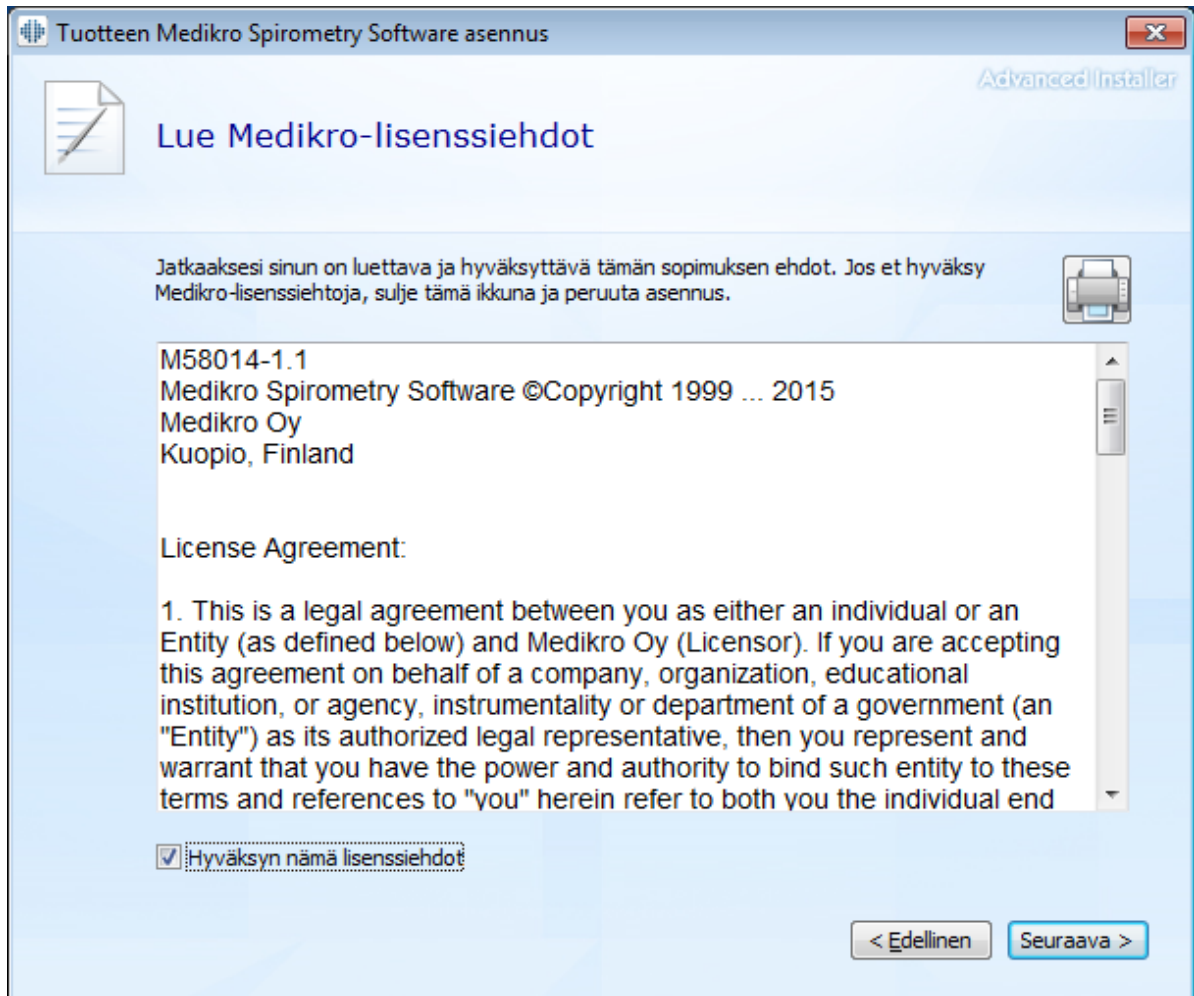 Tuotteen Medikro Spirometry Software asennus
Advanced Installer
Lue Medikro-lisenssiehdot
Jatkaaksesi sinun on luettava ja hyväksyttävä tämän sopimuksen ehdot. Jos et hyväksy
Medikro-lisenssiehtoja, sulje tämä ikkuna ja peruuta asennus.
M58014-1.1
Medikro Spirometry Software ©Copyright 1999 ... 2015
Medikro Oy
Kuopio, Finland
License Agreement:
1. This is a legal agreement between you as either an individual or an
Entity (as defined below) and Medikro Oy (Licensor). If you are accepting
this agreement on behalf of a company, organization, educational
institution, or agency, instrumentality or department of a government (an
"Entity") as its authorized legal representative, then you represent and
warrant that you have the power and authority to bind such entity to these
terms and references to "you" herein refer to both you the individual end
Hyväksyn nämä lisenssiehdot
< Edellinen
Seuraava >